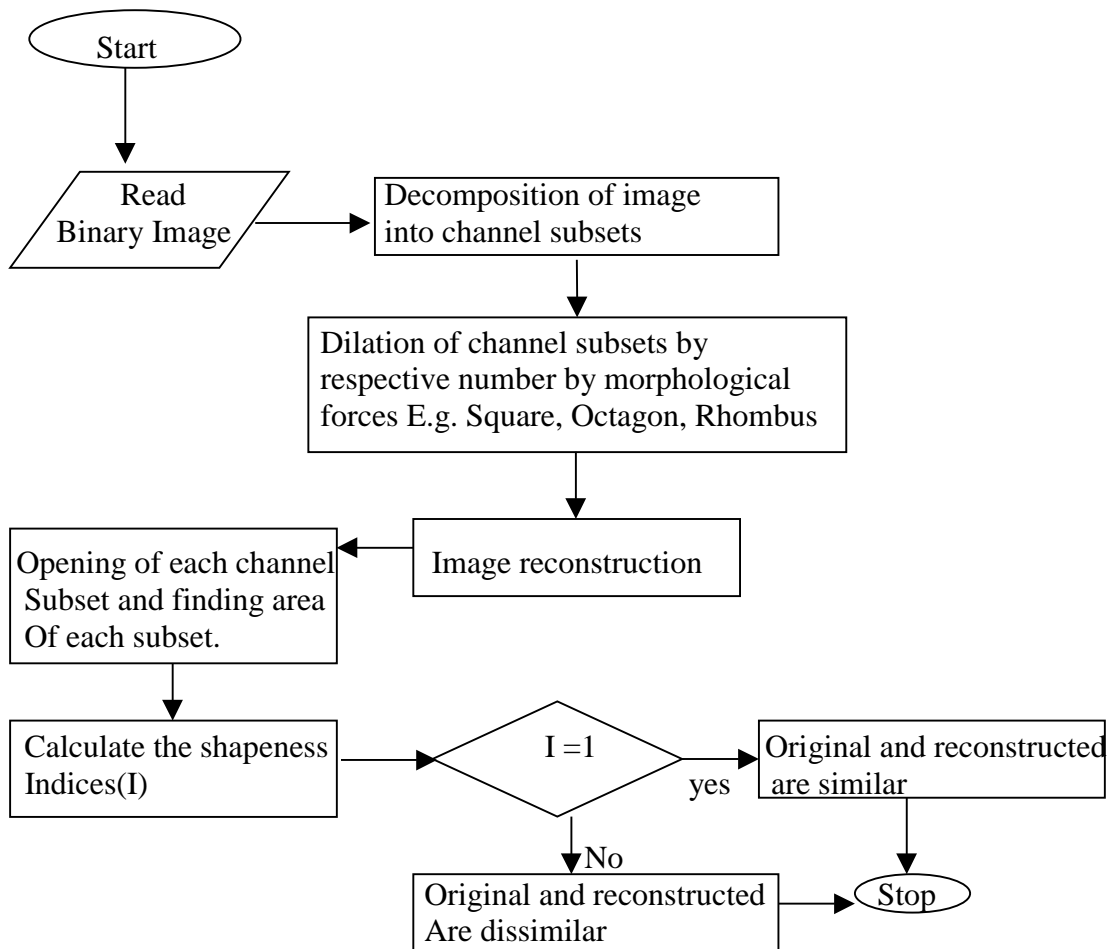 Start
Read
Binary Image
Decomposition of image
into channel subsets
Dilation of channel subsets by
respective number by morphological
forces E.g. Square, Octagon, Rhombus
Image reconstruction
Opening of each channel
Subset and finding area
Of each subset.
Calculate the shapeness
Indices(I)
I =1
yes
Original and reconstructed
are similar
No
Original and reconstructed
Are dissimilar
Stop